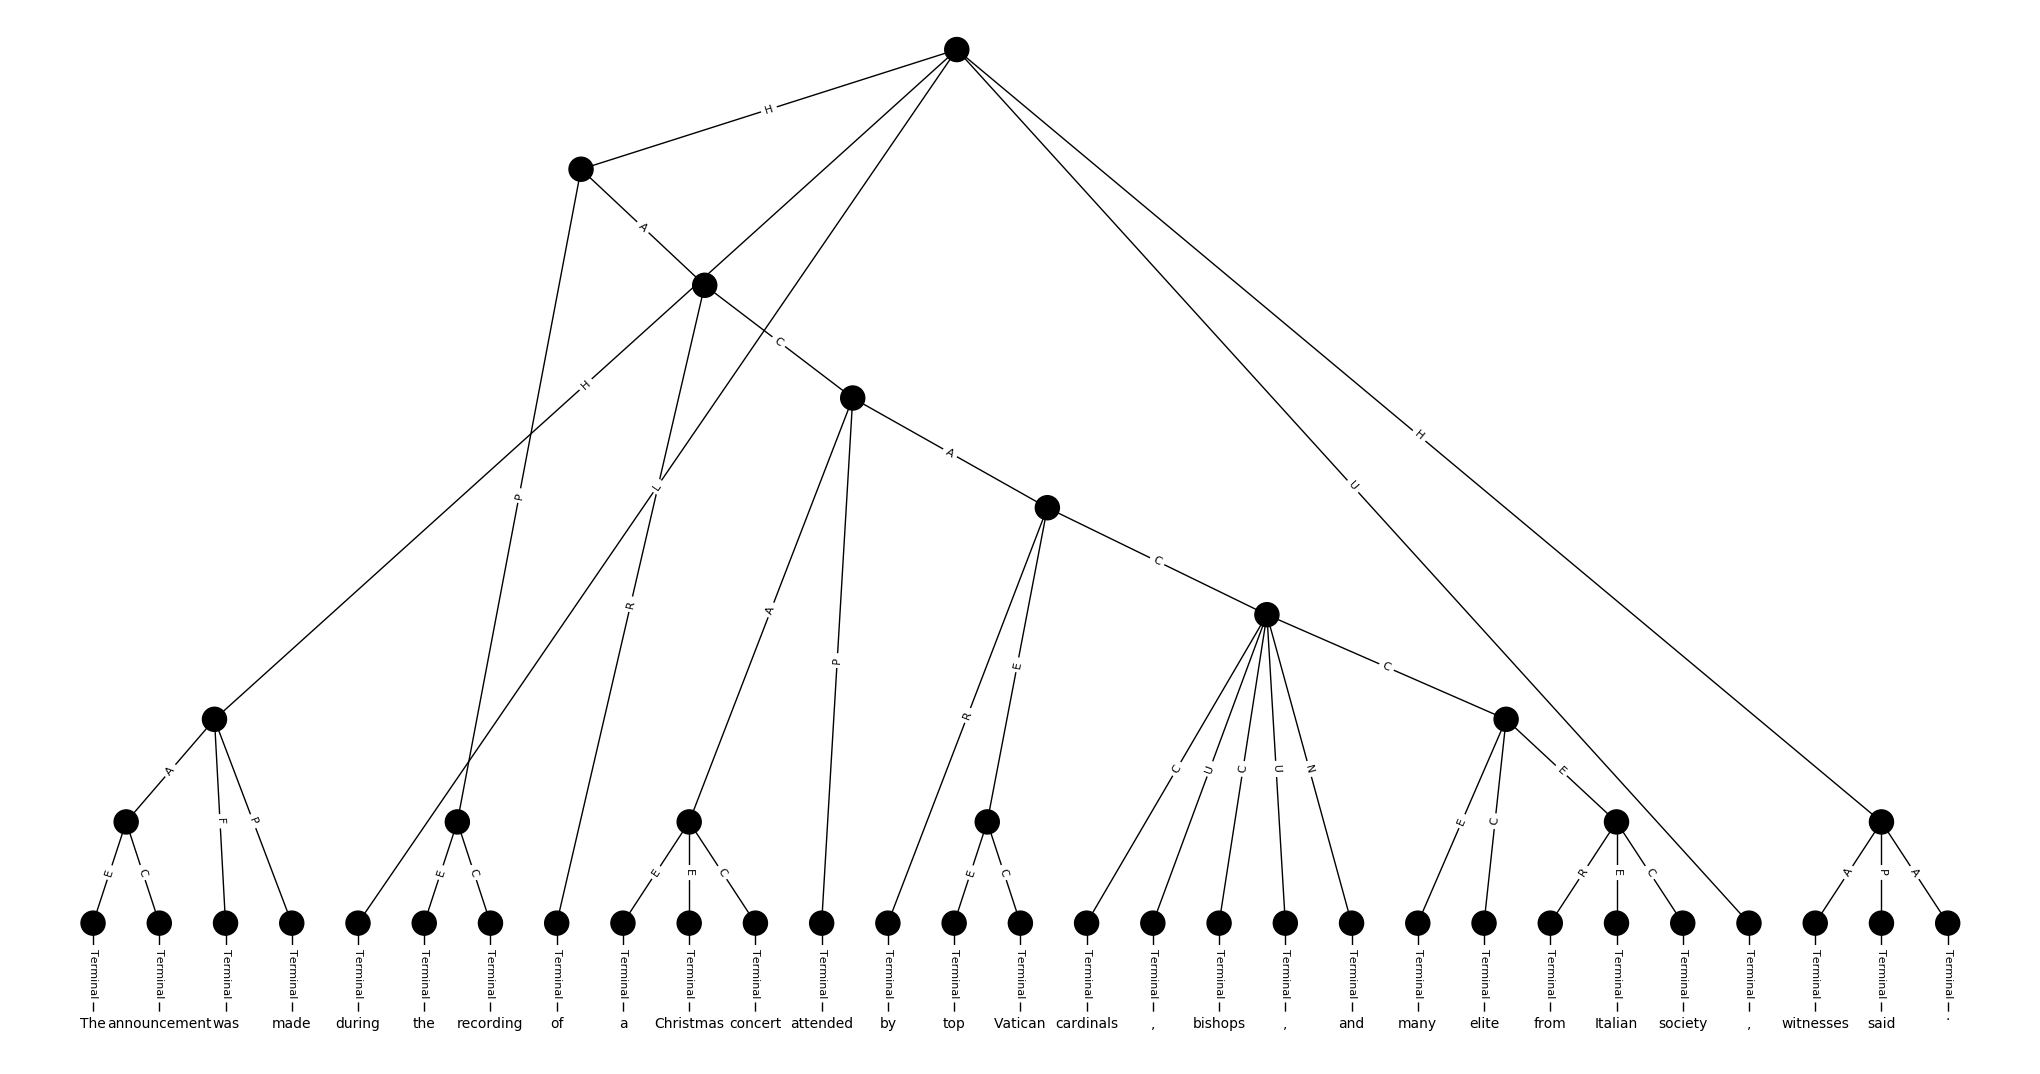 H
A
C
H
A
H
P
L
U
C
R
A
P
E
C
R
A
C
U
C
U
N
E
F
P
E
C
E
C
E
C
E
E
C
E
C
R
E
C
A
P
A
Terminal Terminal Terminal Terminal Terminal Terminal Terminal Terminal Terminal Terminal Terminal Terminal Terminal Terminal Terminal Terminal Terminal Terminal Terminal Terminal Terminal Terminal Terminal Terminal Terminal Terminal Terminal Terminal Terminal
The announcement was made during the recording of a Christmas concert attended by top Vatican cardinals , bishops , and many elite from Italian society , witnesses said .